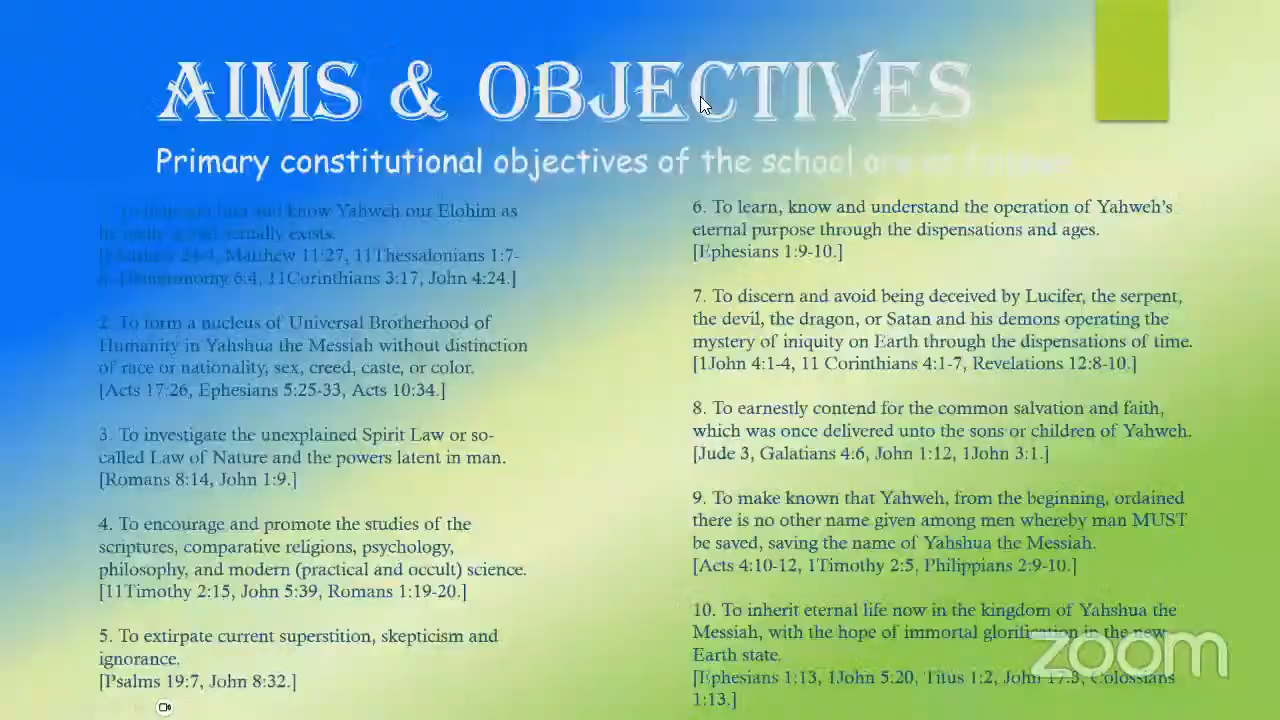 AIMS & OBJECTIVES
Primary constitutional objectives of the school are as follows
know Yahweh our Elohim as
exists.
Matthew 11:27, 11Thessalonians 1:7-
Deuteronomy 6:4, 11Corinthians 3:17, John 4:24.]
2. To form a nucleus of Universal Brotherhood of
Humanity in Yahshua the Messiah without distinction
of race or nationality, sex, creed, caste, or color.
[Acts 17:26, Ephesians 5:25-33, Acts 10:34.]
3. To investigate the unexplained Spirit Law or so-
called Law of Nature and the powers latent in man.
[Romans 8:14, John 1:9.]
4. To encourage and promote the studies of the
scriptures, comparative religions, psychology,
philosophy, and modern (practical and occult) science.
[11Timothy 2:15, John 5:39, Romans 1:19-20.]
5. To extirpate current superstition, skepticism and
ignorance.
[Psalms 19:7, John 8:32.]
6. To learn, know and understand the operation of Yahweh's
eternal purpose through the dispensations and ages.
[Ephesians 1:9-10.]
7. To discern and avoid being deceived by Lucifer, the serpent,
the devil, the dragon, or Satan and his demons operating the
mystery of iniquity on Earth through the dispensations of time.
[1John 4:1-4, 11 Corinthians 4:1-7, Revelations 12:8-10.]
8. To earnestly contend for the common salvation and faith,
which was once delivered unto the sons or children of Yahweh.
[Jude 3, Galatians 4:6, John 1:12, 1John 3:1.]
9. To make known that Yahweh, from the beginning, ordained
there is no other name given among men whereby man MUST
be saved, saving the name of Yahshua the Messiah.
[Acts 4:10-12, 1Timothy 2:5, Philippians 2:9-10.]
10. To inherit eternal life now in the kingdom of Yahshua the
Messiah, with the hope of immortal glorification in the new
Earth state.
[Ephesians 1:13, 1John 5:20, Titus 1:2, John 17:3, Colossians
1:13.]
zoom